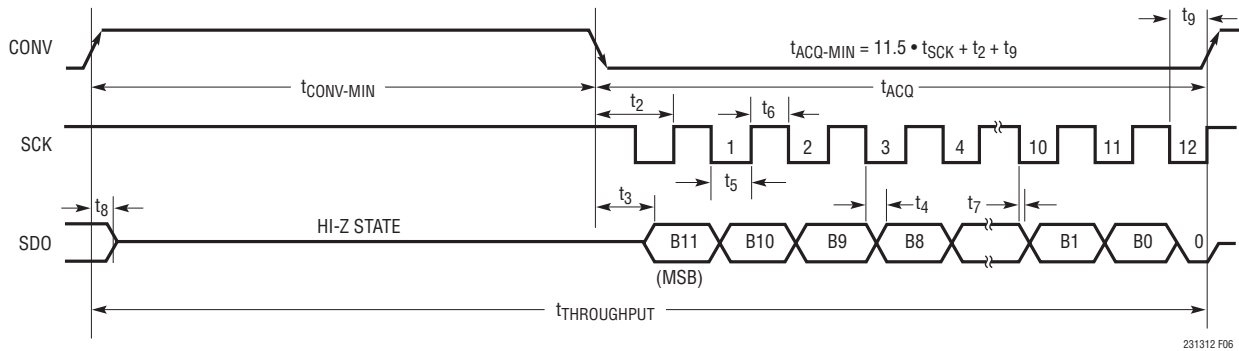 CONV
tCONV-MIN
tACQ-MIN = 11.5 • tSCK + t2 + t9
tACQ
t9
t2
t6
SCK
1 2 3 4 10 11 12
t5
t8
t3
t4
t7
SDO
HI-Z STATE
B11 B10 B9 B8 B1 B0 0
(MSB)
tTHROUGHPUT
231312 F06